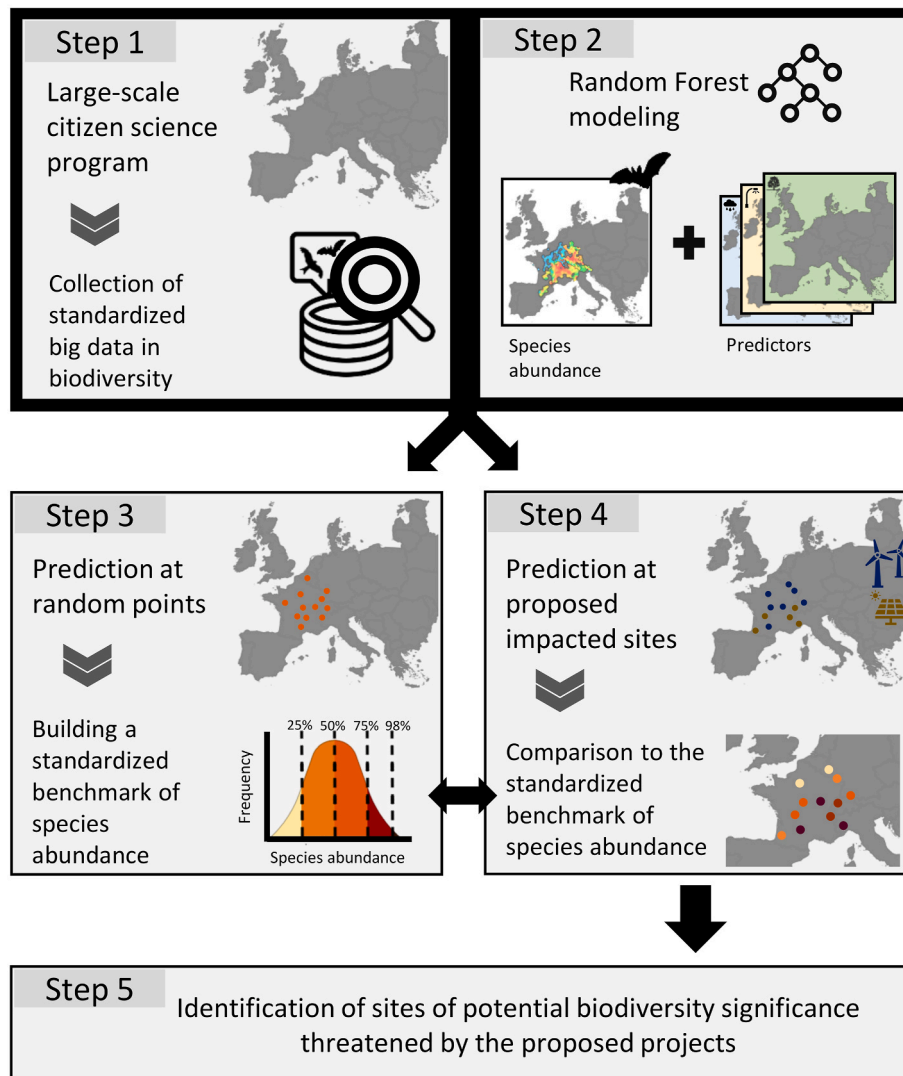 Step 1
Large-scale
citizen science
program
Collection of
standardized
big data in
biodiversity
Step 2
Random Forest
modeling
Species
abundance
Predictors
Step 3
Prediction at
random points
Building a
standardized
benchmark of
species
abundance
25% 50% 75% 98%
Frequency
Species abundance
Step 4
Prediction at
proposed
impacted sites
Comparison to the
standardized
benchmark of
species abundance
Step 5
Identification of sites of potential biodiversity significance
threatened by the proposed projects